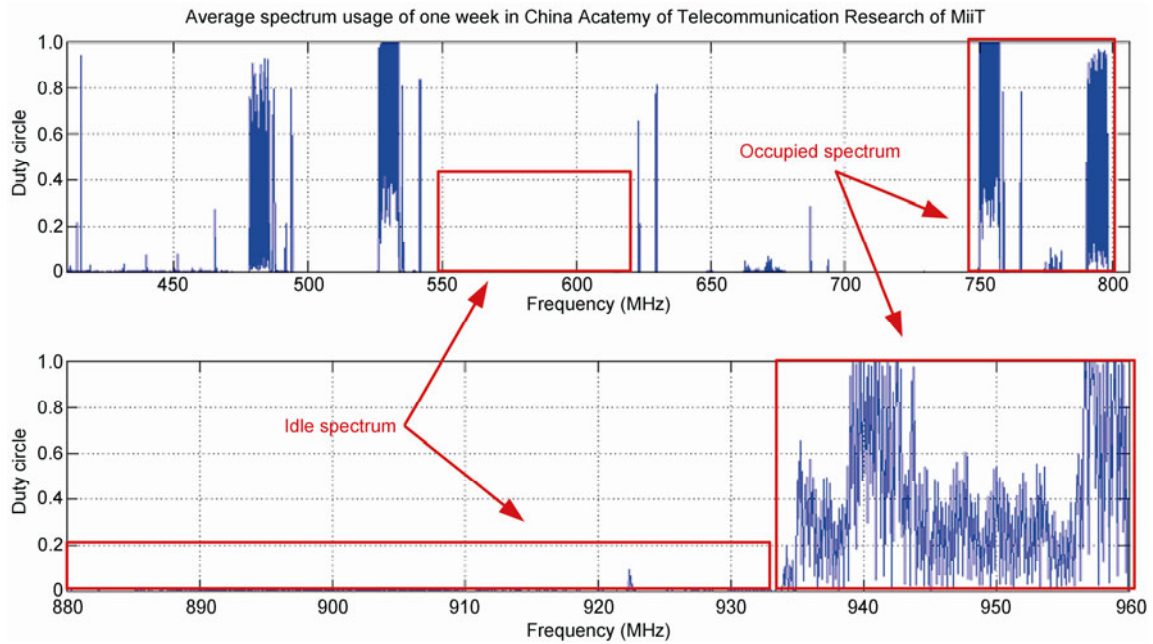 Average spectrum usage of one week in China Acatemy of Telecommunication Research of MiiT
Duty circle
1.0
0.8
0.6
0.4
0.2
0
450 500 550 600 650 700 750 800
Frequency (MHz)
Occupied spectrum
Idle spectrum
Duty circle
1.0
0.8
0.6
0.4
0.2
0
880 890 900 910 922 930 940 950 960
Frequency (MHz)